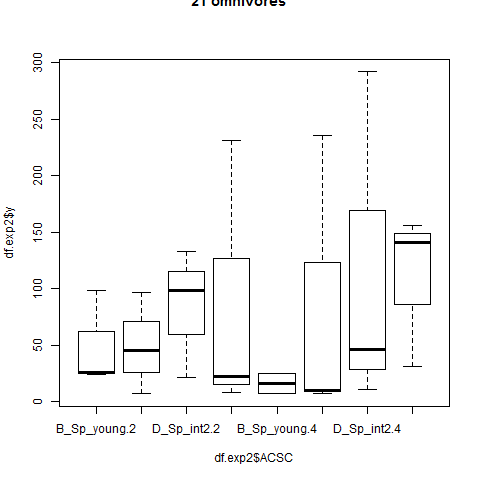 21 omnivores
300
250
200
150
100
50
0
df.exp2$y
B_Sp_young.2 D_Sp_int2.2 B_Sp_young.4 D_Sp_int2.4
df.exp2$ACSC